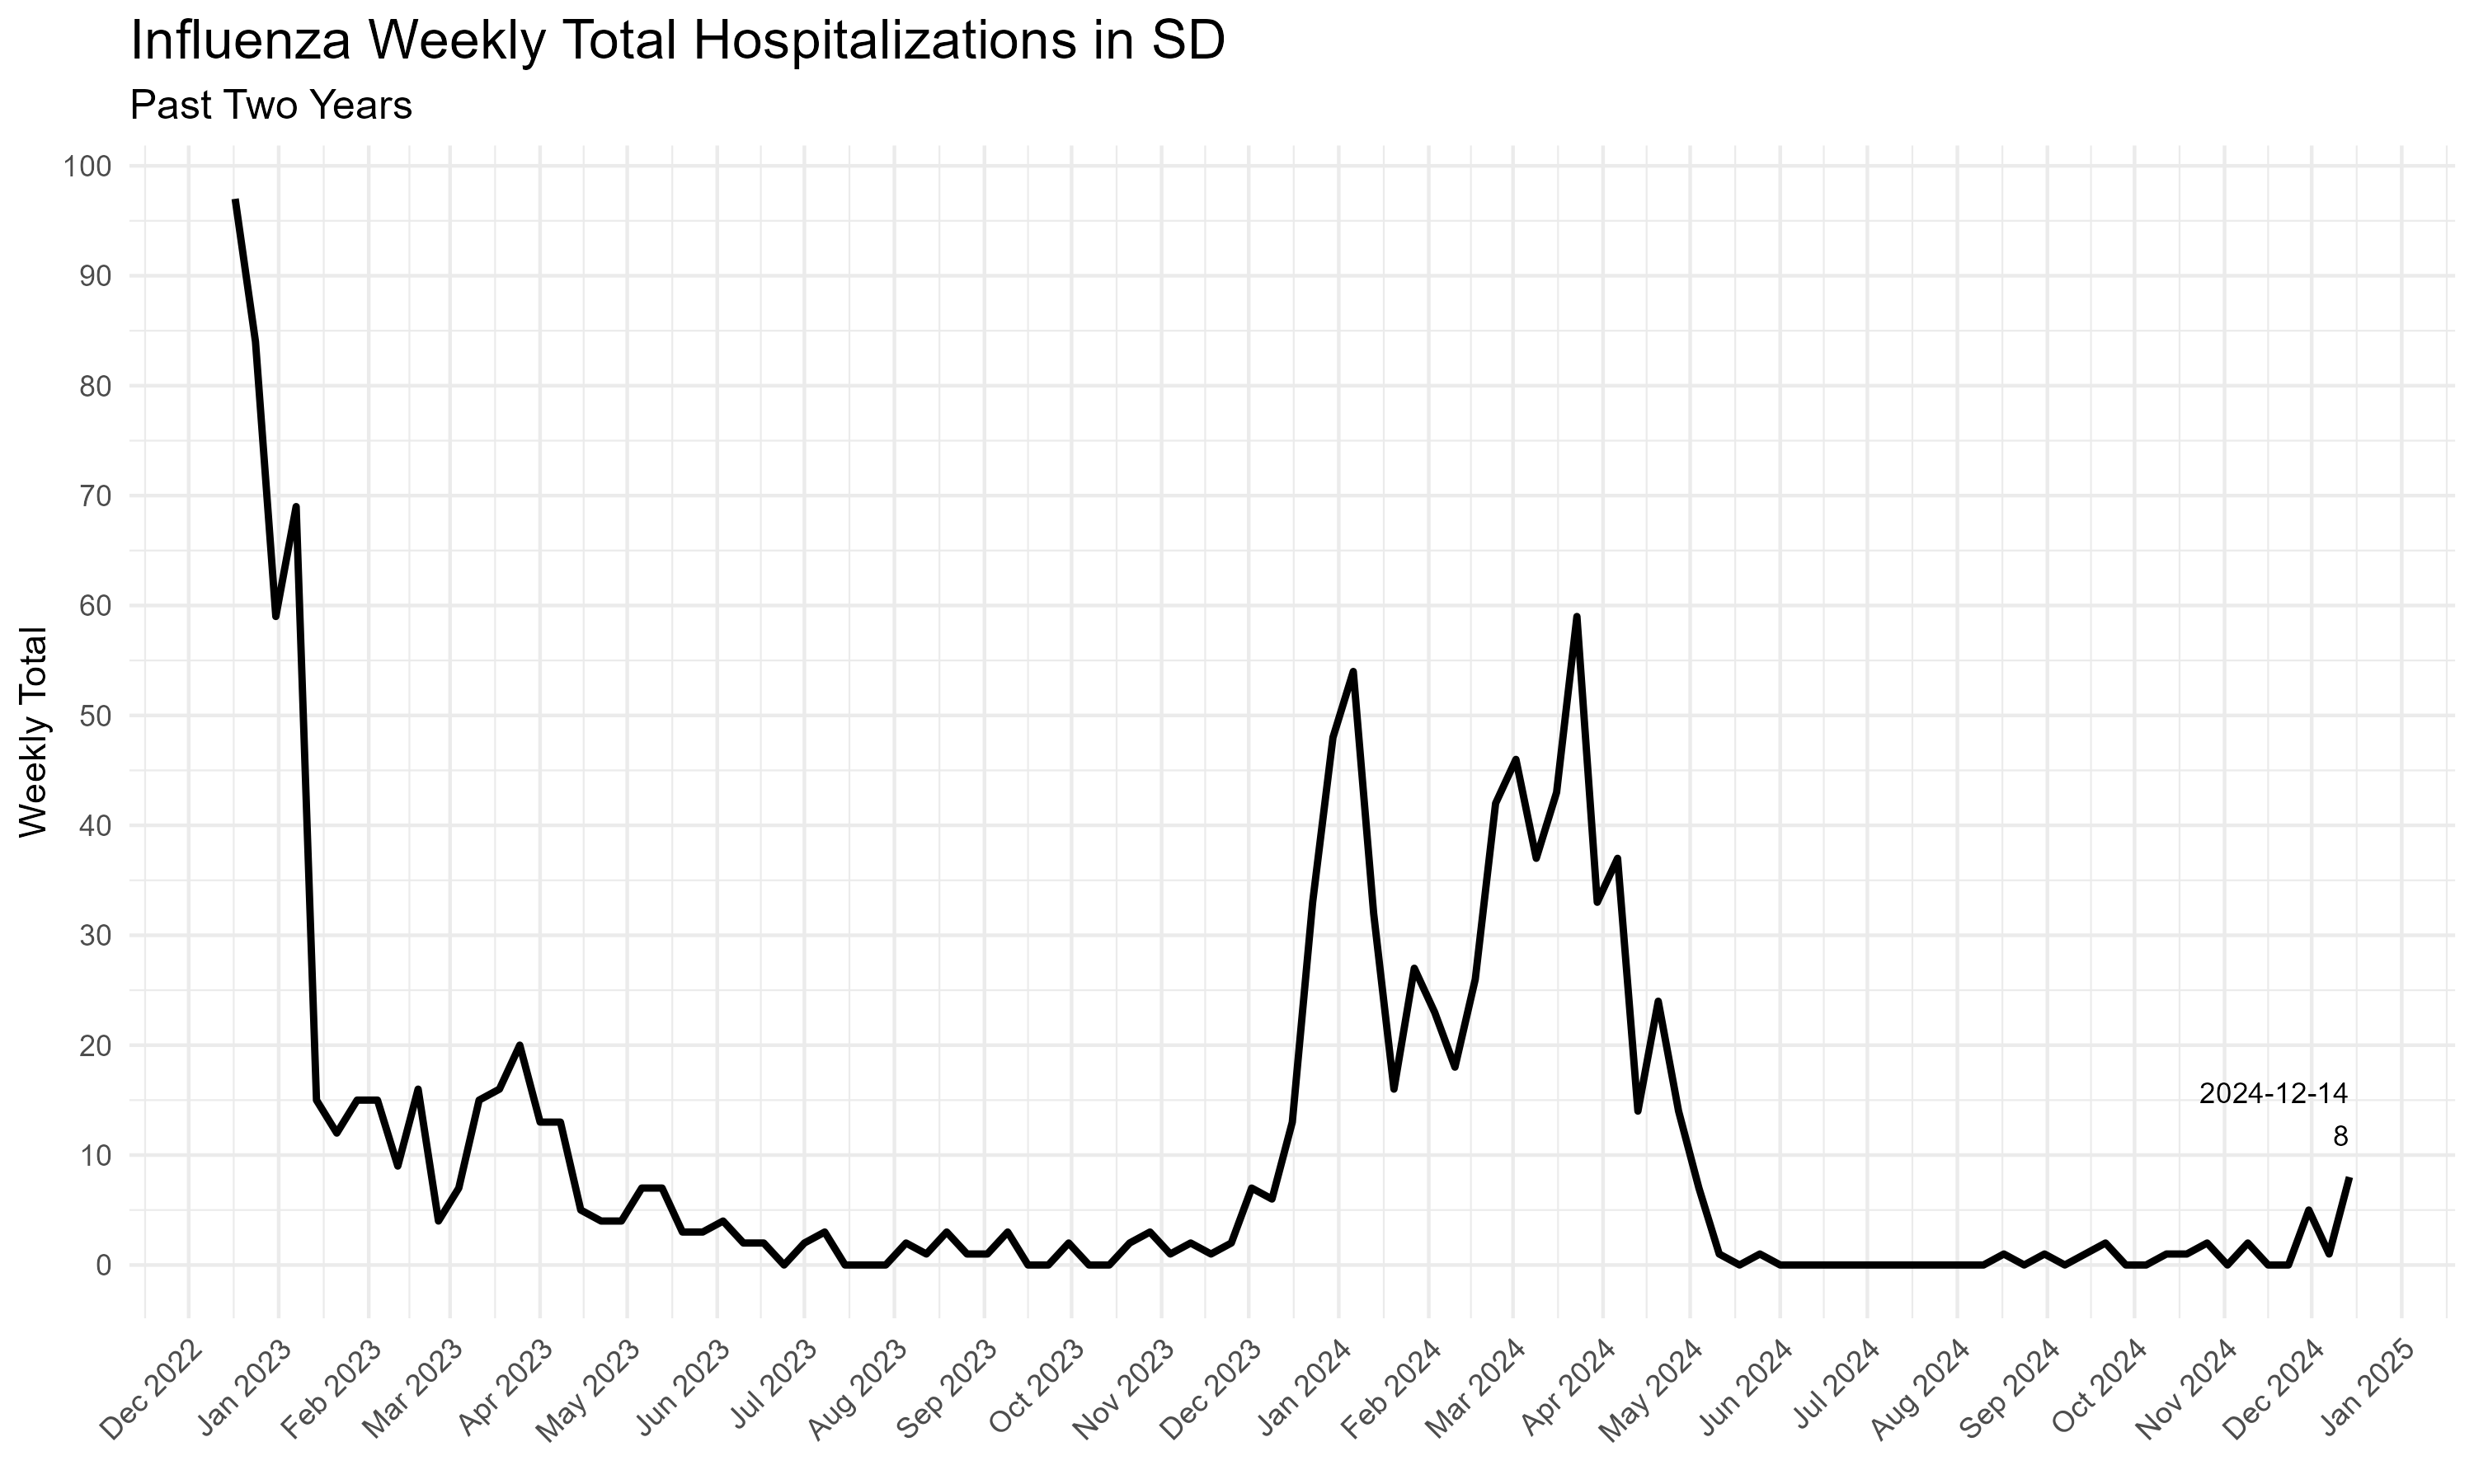 Influenza Weekly Total Hospitalizations in SD
Past Two Years
Weekly Total
100
90
80
70
60
50
40
30
20
10
0
2024-12-14
8
Dec 2022
Jan 2023
Feb 2023
Mar 2023
Apr 2023
May 2023
Jun 2023
Jul 2023
Aug 2023
Sep 2023
Oct 2023
Nov 2023
Dec 2023
Jan 2024
Feb 2024
Mar 2024
Apr 2024
May 2024
Jun 2024
Jul 2024
Aug 2024
Sep 2024
Oct 2024
Nov 2024
Dec 2024
Jan 2025